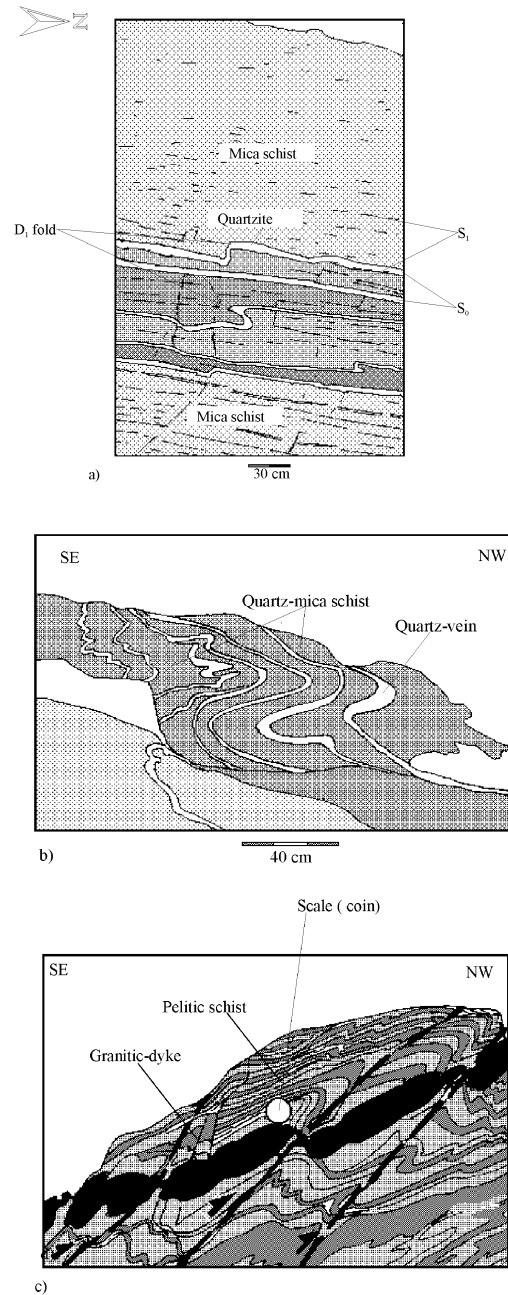 N
Mica schist
Quartzite
D₁ fold
S₁
S₀
Mica schist
30 cm
a)
SE
NW
Quartz-mica schist
Quartz-vein
40 cm
b)
Scale ( coin)
SE
NW
Pelitic schist
Granitic-dyke
c)